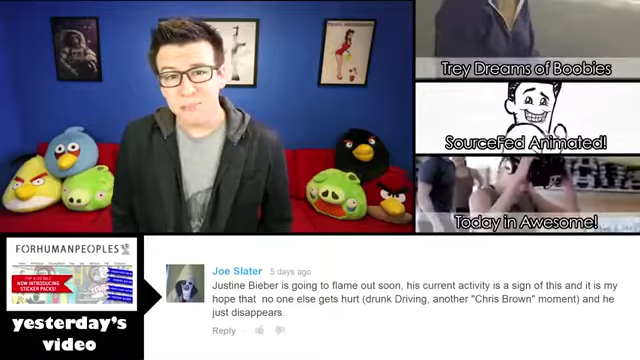 Trey Dreams of Boobies
SourceFed Animated!
Today in Awesome!
FORHUMANPEOPLES
NOW INTRODUCING
STICKER PACKS!
yesterday's
video
Joe Slater 5 days ago
Justine Bieber is going to flame out soon, his current activity is a sign of this and it is my
hope that no one else gets hurt (drunk Driving, another "Chris Brown" moment) and he
just disappears.
Reply